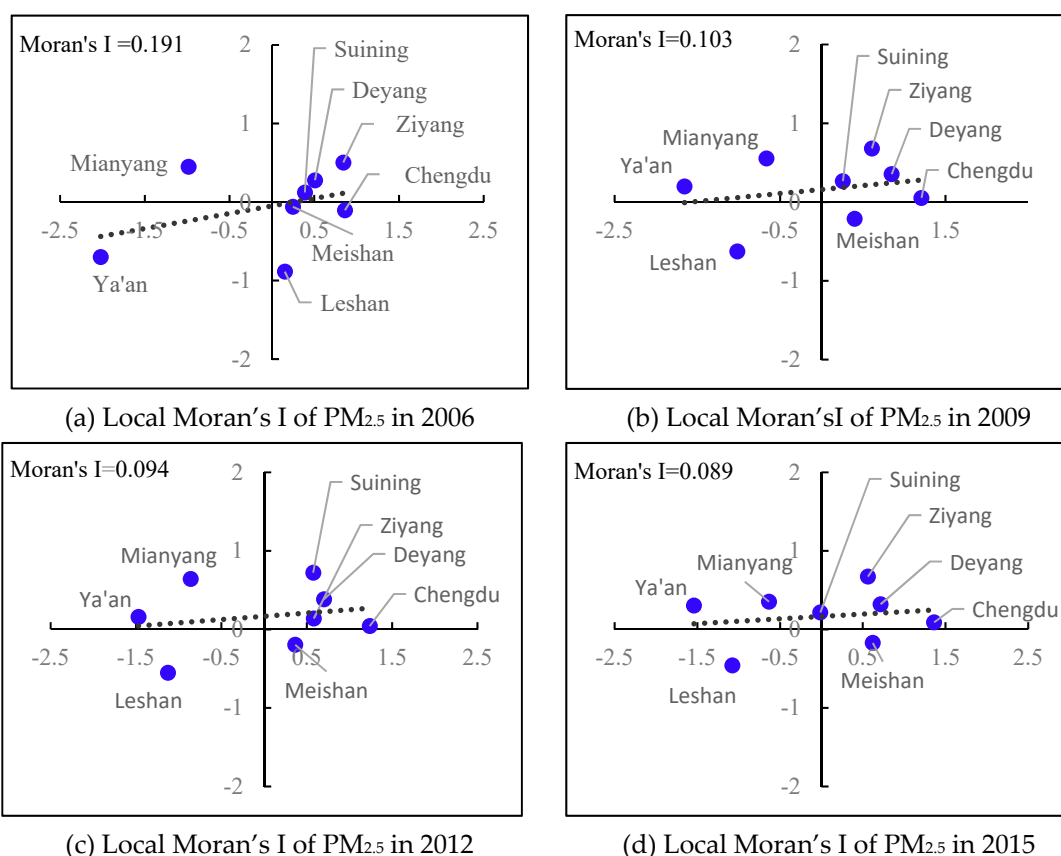 Moran's I =0.191
2
Suining
Deyang
1
Ziyang
Mianyang
Chengdu
0
-2.5 -1.5 -0.5 0.5 1.5 2.5
Meishan
Ya'an
-1
Leshan
-2
(a) Local Moran’s I of PM2.5 in 2006
Moran's I=0.103
2
Suining
Ziyang
1
Deyang
Mianyang
Ya'an
Chengdu
0
-2.5 -1.5 -0.5 0.5 1.5
Meishan
Leshan
-1
-2
(b) Local Moran’sI of PM2.5 in 2009
Moran's I=0.094
2
Suining
Ziyang
1
Deyang
Mianyang
Ya'an
Chengdu
0
-2.5 -1.5 -0.5 0.5 1.5 2.5
Leshan
Meishan
-1
-2
(c) Local Moran’s I of PM2.5 in 2012
Moran's I=0.089
2
Suining
Ziyang
1
Mianyang
Deyang
Ya'an
Chengdu
0
-2.5 -1.5 -0.5 0.5 1.5 2.5
Leshan
Meishan
-1
-2
(d) Local Moran’s I of PM2.5 in 2015